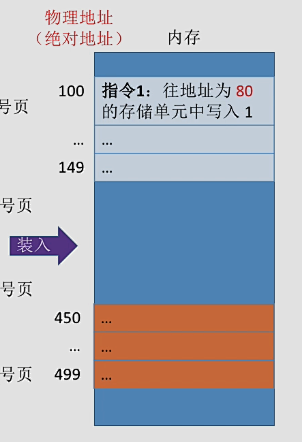 物理地址
（绝对地址） 内存
100 指令1：往地址为 80
的存储单元中写入 1
号页
... ...
149 ...
号页
装入
号页
450 ...
... ...
号页 499 ...